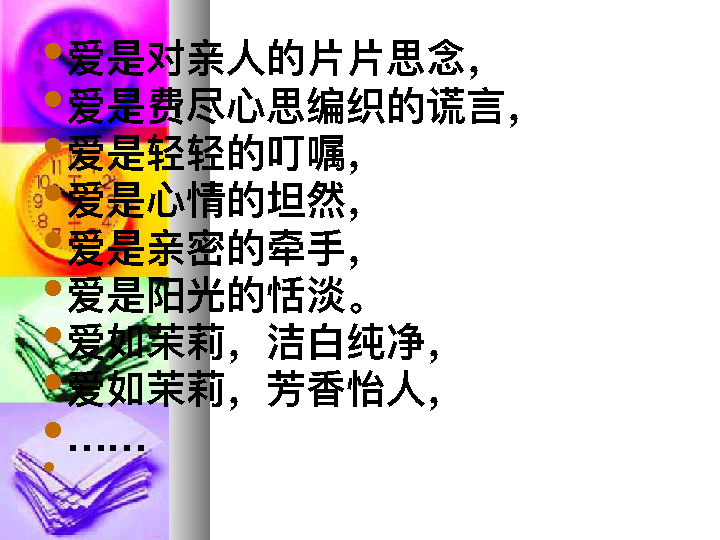 爱是对亲人的片片思念，
爱是费尽心思编织的谎言，
爱是轻轻的叮嘱，
爱是心情的坦然，
爱是亲密的牵手，
爱是阳光的恬淡。
爱如茉莉，洁白纯净，
爱如茉莉，芳香怡人，
……